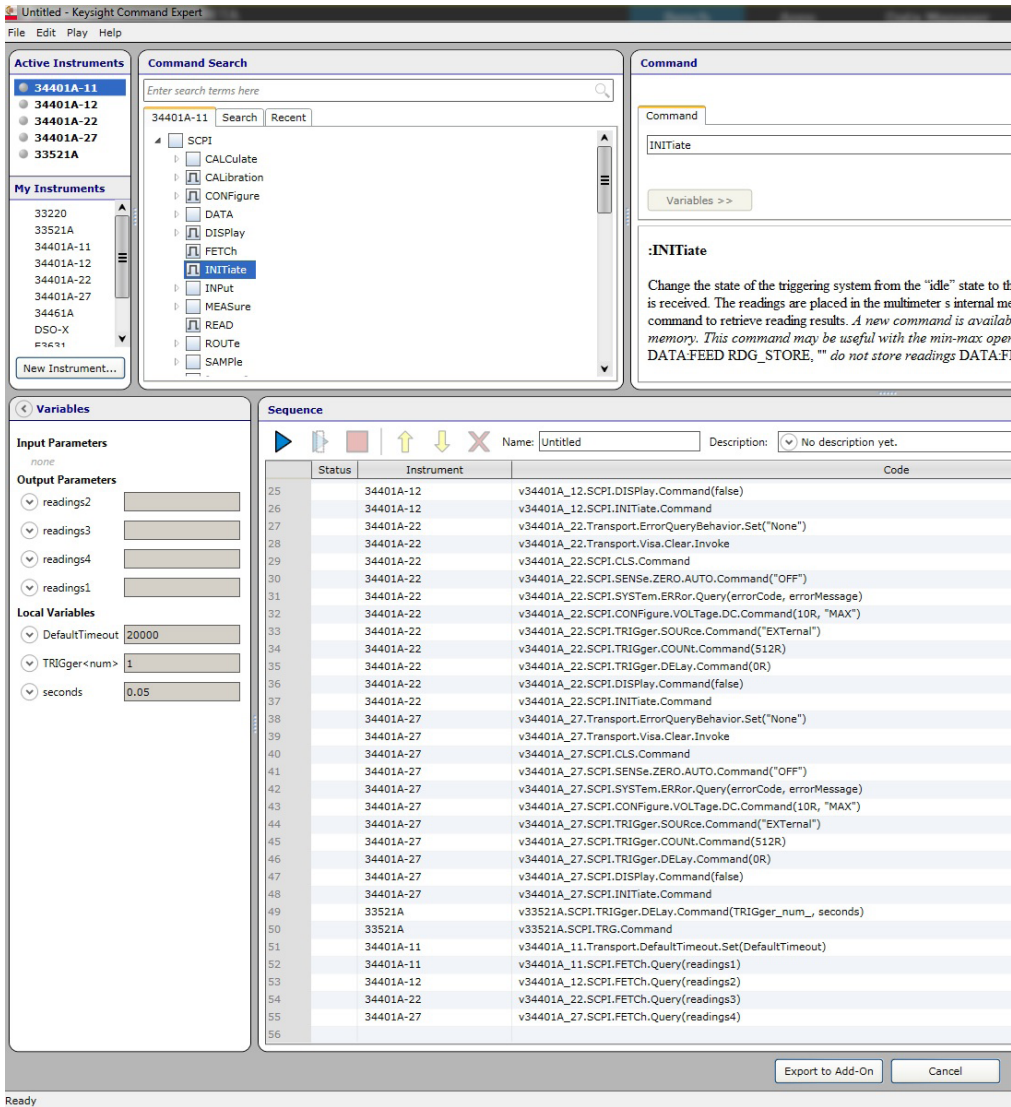 Untitled - Keysight Command Expert
File Edit Play Help
Active Instruments
34401A-11
34401A-12
34401A-22
34401A-27
33521A
My Instruments
33220
33521A
34401A-11
34401A-12
34401A-22
34401A-27
34461A
DSO-X
E3631
New Instrument...
Command Search
Enter search terms here
34401A-11 Search Recent
SCPI
CALCulate
CALibration
CONFigure
DATA
DISPlay
FETCh
INITiate
INPut
MEASure
READ
ROUTe
SAMPle
Command
Command
INITiate
Variables >>
:INITiate
Change the state of the triggering system from the “idle” state to th
is received. The readings are placed in the multimeter s internal me
command to retrieve reading results. A new command is availab
memory. This command may be useful with the min-max oper
DATA:FEED RDG_STORE, "" do not store readings DATA:FE
Variables
Input Parameters
none
Output Parameters
readings2
readings3
readings4
readings1
Local Variables
DefaultTimeout 20000
TRIGger<num> 1
seconds 0.05
Sequence
Name: Untitled Description: No description yet.
Status Instrument Code
25 34401A-12 v34401A_12.SCPI.DISPlay.Command(false)
26 34401A-12 v34401A_12.SCPI.INITiate.Command
27 34401A-22 v34401A_22.Transport.ErrorQueryBehavior.Set("None")
28 34401A-22 v34401A_22.Transport.Visa.Clear.Invoke
29 34401A-22 v34401A_22.SCPI.CLS.Command
30 34401A-22 v34401A_22.SCPI.SENSe.ZERO.AUTO.Command("OFF")
31 34401A-22 v34401A_22.SCPI.SYSTem.ERRor.Query(errorCode, errorMessage)
32 34401A-22 v34401A_22.SCPI.CONFigure.VOLTage.DC.Command(10R, "MAX")
33 34401A-22 v34401A_22.SCPI.TRIGger.SOURce.Command("EXTernal")
34 34401A-22 v34401A_22.SCPI.TRIGger.COUNt.Command(512R)
35 34401A-22 v34401A_22.SCPI.TRIGger.DELay.Command(0R)
36 34401A-22 v34401A_22.SCPI.DISPlay.Command(false)
37 34401A-22 v34401A_22.SCPI.INITiate.Command
38 34401A-27 v34401A_27.Transport.ErrorQueryBehavior.Set("None")
39 34401A-27 v34401A_27.Transport.Visa.Clear.Invoke
40 34401A-27 v34401A_27.SCPI.CLS.Command
41 34401A-27 v34401A_27.SCPI.SENSe.ZERO.AUTO.Command("OFF")
42 34401A-27 v34401A_27.SCPI.SYSTem.ERRor.Query(errorCode, errorMessage)
43 34401A-27 v34401A_27.SCPI.CONFigure.VOLTage.DC.Command(10R, "MAX")
44 34401A-27 v34401A_27.SCPI.TRIGger.SOURce.Command("EXTernal")
45 34401A-27 v34401A_27.SCPI.TRIGger.COUNt.Command(512R)
46 34401A-27 v34401A_27.SCPI.TRIGger.DELay.Command(0R)
47 34401A-27 v34401A_27.SCPI.DISPlay.Command(false)
48 34401A-27 v34401A_27.SCPI.INITiate.Command
49 33521A v33521A.SCPI.TRIGger.DELay.Command(TRIGger_num_, seconds)
50 33521A v33521A.SCPI.TRG.Command
51 34401A-11 v34401A_11.Transport.DefaultTimeout.Set(DefaultTimeout)
52 34401A-11 v34401A_11.SCPI.FETCh.Query(readings1)
53 34401A-12 v34401A_12.SCPI.FETCh.Query(readings2)
54 34401A-22 v34401A_22.SCPI.FETCh.Query(readings3)
55 34401A-27 v34401A_27.SCPI.FETCh.Query(readings4)
56
Export to Add-On Cancel
Ready